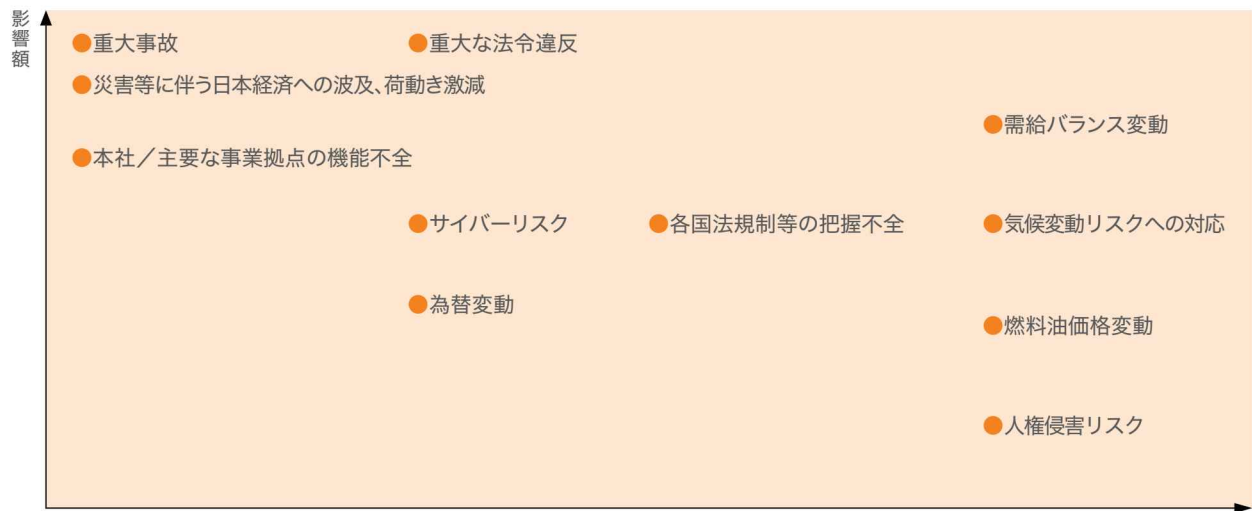 影響額
●重大事故
●重大な法令違反
●災害等に伴う日本経済への波及、荷動き激減
●需給バランス変動
●本社／主要な事業拠点の機能不全
●サイバーリスク
●各国法規制等の把握不全
●気候変動リスクへの対応
●為替変動
●燃料油価格変動
●人権侵害リスク